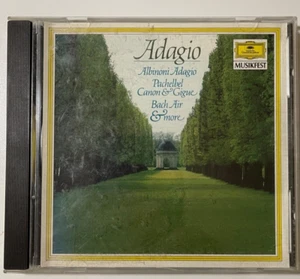 Adagio
Albinoni Adagio
Pachelbel
Canon & Gigue
Bach Air
& more
MUSIKFEST